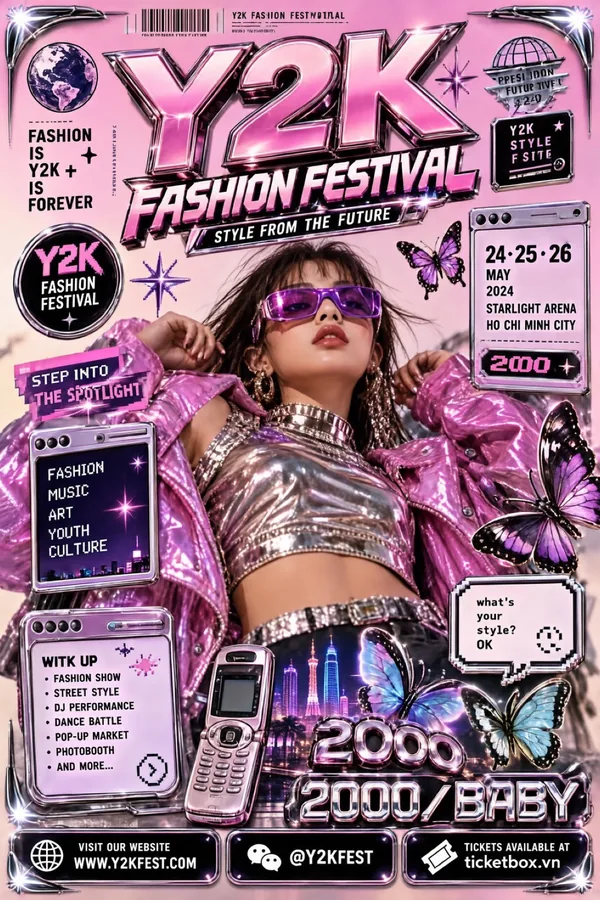 Y2K FASHION
Y2K
FASHION FESTIVAL
STYLE FROM THE FUTURE
FASHION
IS
Y2K +
IS
FOREVER
Y2K
STYLE
F SITE
Y2K
FASHION
FESTIVAL
24·25·26
MAY
2024
STARLIGHT ARENA
HO CHI MINH CITY
2000
STEP INTO
THE SPOTLIGHT
FASHION
MUSIC
ART
YOUTH
CULTURE
what's
your
style?
OK
WITK UP
• FASHION SHOW
• STREET STYLE
• DJ PERFORMANCE
• DANCE BATTLE
• POP-UP MARKET
• PHOTOBOOTH
• AND MORE...
2000
2000/BABY
VISIT OUR WEBSITE
WWW.Y2KFEST.COM
@Y2KFEST
TICKETS AVAILABLE AT
ticketbox.vn